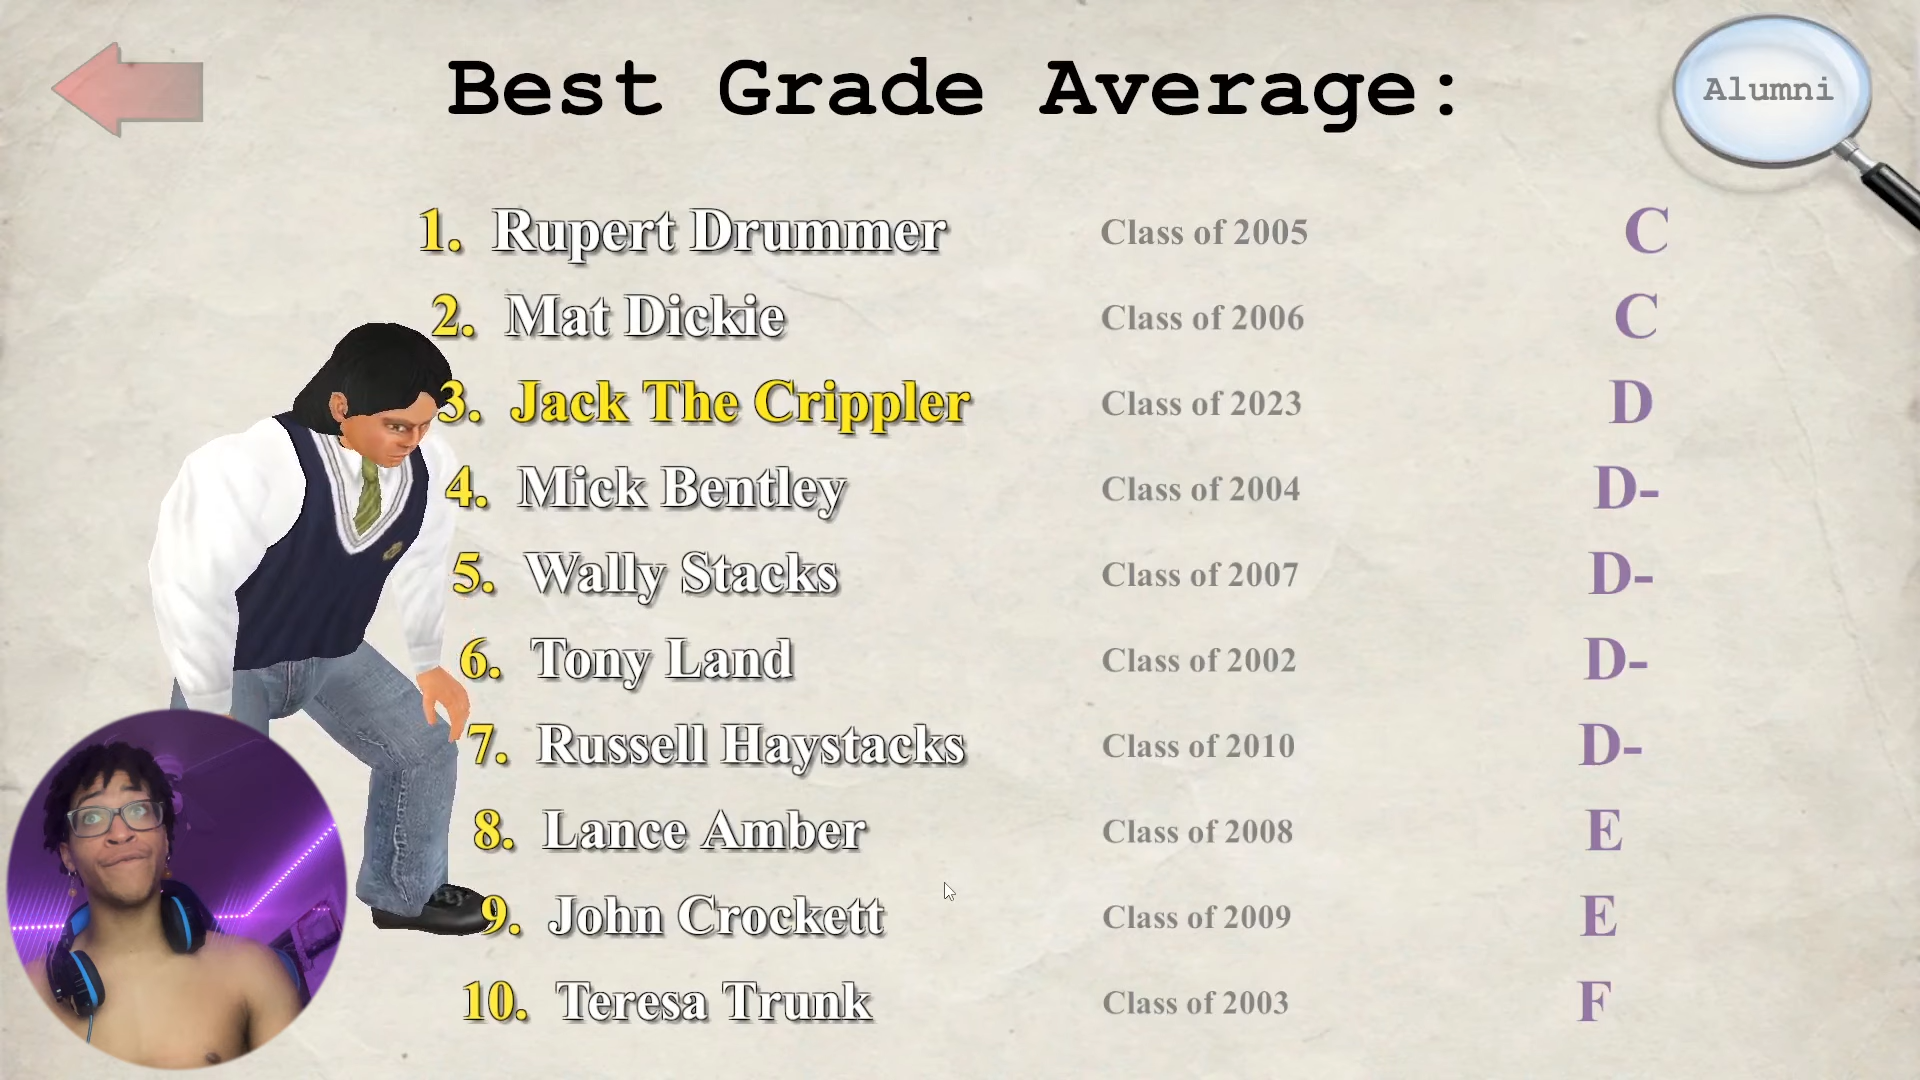 Best Grade Average:
Alumni
1. Rupert Drummer Class of 2005 C
2. Mat Dickie Class of 2006 C
3. Jack The Crippler Class of 2023 D
4. Mick Bentley Class of 2004 D-
5. Wally Stacks Class of 2007 D-
6. Tony Land Class of 2002 D-
7. Russell Haystacks Class of 2010 D-
8. Lance Amber Class of 2008 E
9. John Crockett Class of 2009 E
10. Teresa Trunk Class of 2003 F